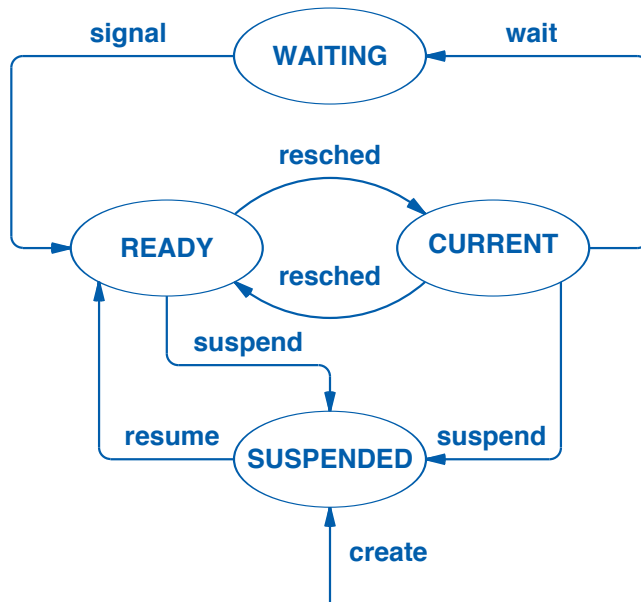 signal
wait
WAITING
resched
READY
CURRENT
resched
suspend
resume
suspend
SUSPENDED
create